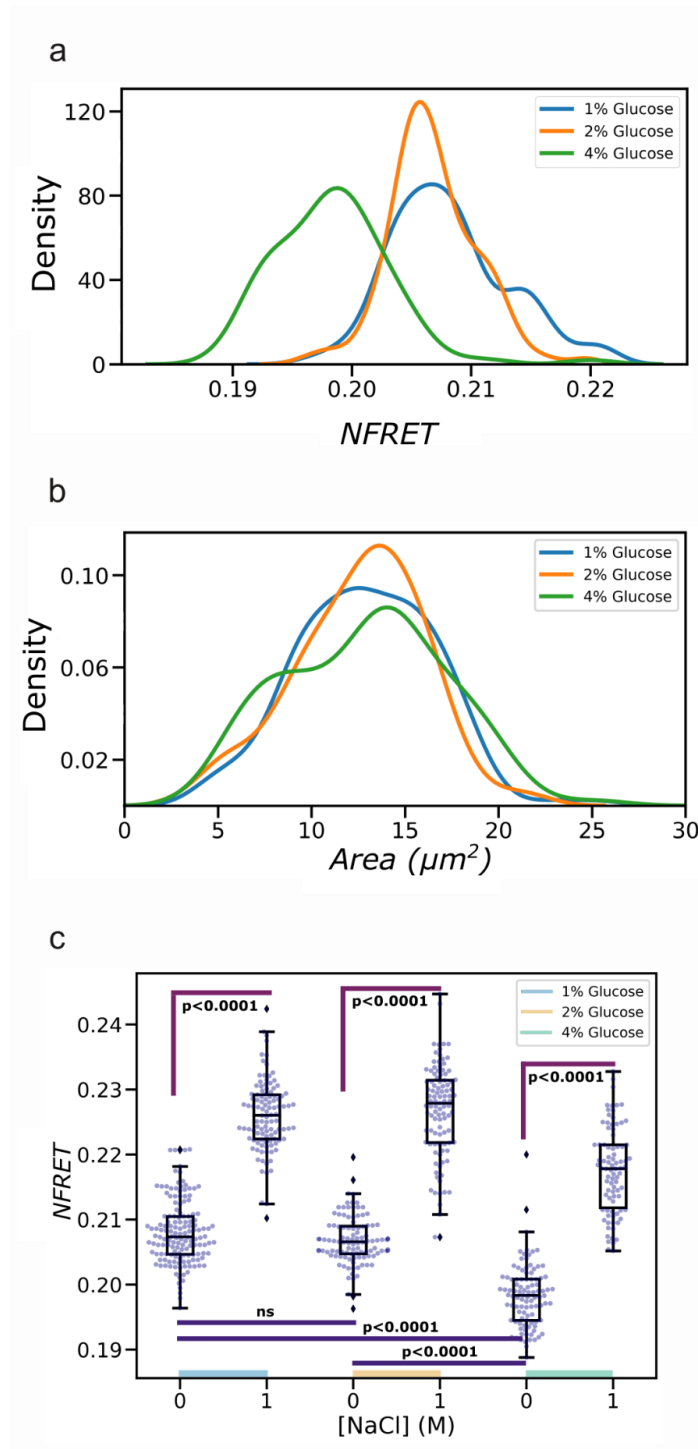 a
120
80
40
0
Density
1% Glucose
2% Glucose
4% Glucose
0.19 0.20 0.21 0.22
NFRET
b
0.10
0.06
0.02
Density
1% Glucose
2% Glucose
4% Glucose
0 5 10 15 20 25 30
Area (μm²)
c
0.24
0.23
0.22
0.21
0.20
0.19
NFRET
1% Glucose
2% Glucose
4% Glucose
p<0.0001
p<0.0001
p<0.0001
ns
p<0.0001
p<0.0001
0 1 0 1 0 1
[NaCl] (M)